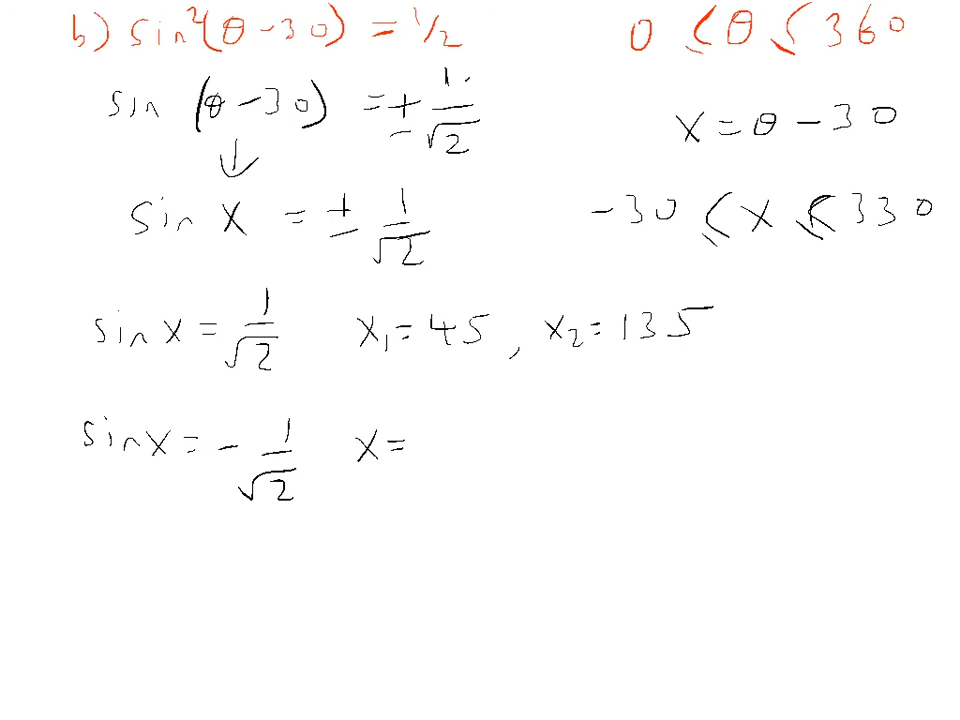 b) sin²(θ-30) = 1/2 0 ≤ θ ≤ 360
sin (θ-30) = ± 1/√2 x = θ - 30
↓
sin x = ± 1/√2 -30 ≤ x ≤ 330
sin x = 1/√2 x₁ = 45 , x₂ = 135
sin x = - 1/√2 x =